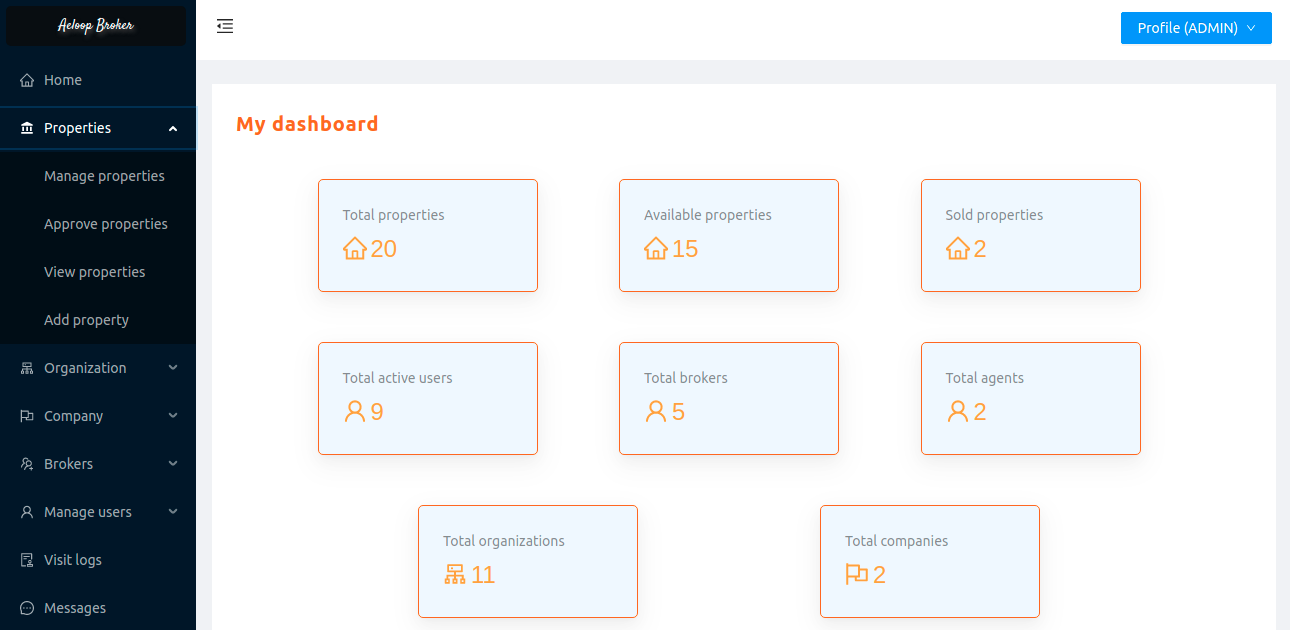 Aeloop Broker
Profile (ADMIN)
Home
Properties
Manage properties
Approve properties
View properties
Add property
Organization
Company
Brokers
Manage users
Visit logs
Messages
My dashboard
Total properties
20
Available properties
15
Sold properties
2
Total active users
9
Total brokers
5
Total agents
2
Total organizations
11
Total companies
2